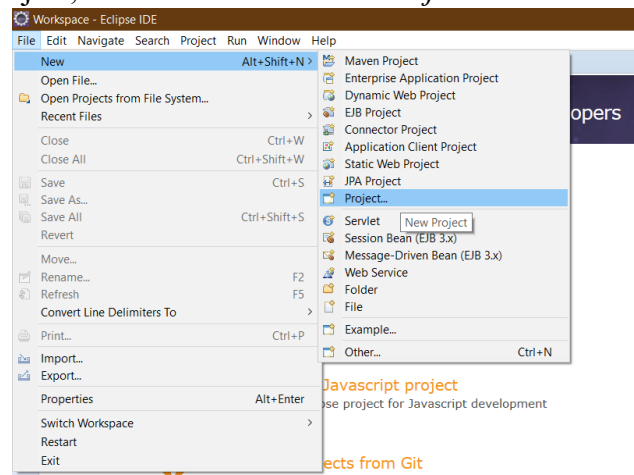 Workspace - Eclipse IDE
File Edit Navigate Search Project Run Window Help
New Alt+Shift+N >
Open File...
Open Projects from File System...
Recent Files >
Close Ctrl+W
Close All Ctrl+Shift+W
Save Ctrl+S
Save As...
Save All Ctrl+Shift+S
Revert
Move...
Rename... F2
Refresh F5
Convert Line Delimiters To >
Print... Ctrl+P
Import...
Export...
Properties Alt+Enter
Switch Workspace >
Restart
Exit
Maven Project
Enterprise Application Project
Dynamic Web Project
EJB Project
Connector Project
Application Client Project
Static Web Project
JPA Project
Project...
Servlet
New Project
Session Bean (EJB 3.x)
Message-Driven Bean (EJB 3.x)
Web Service
Folder
File
Example...
Other... Ctrl+N
opers
Javascript project
ose project for Javascript development
ects from Git